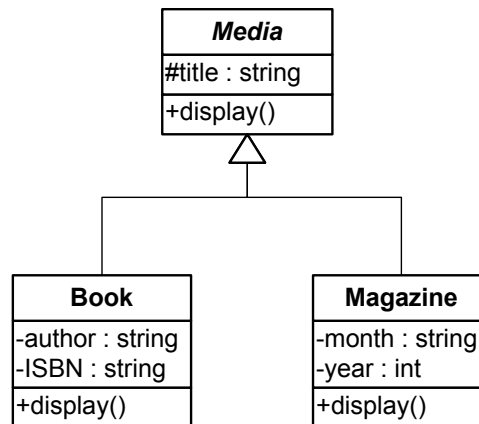 Media
#title : string
+display()
Book
-author : string
-ISBN : string
+display()
Magazine
-month : string
-year : int
+display()